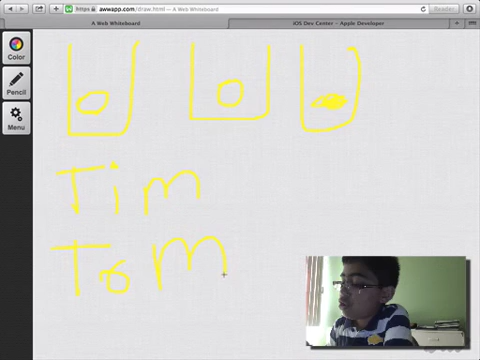 A Web Whiteboard
iOS Dev Center - Apple Developer
https awwapp.com/draw.html — A Web Whiteboard
Reader
Color
Pencil
Menu
Tim
Tom